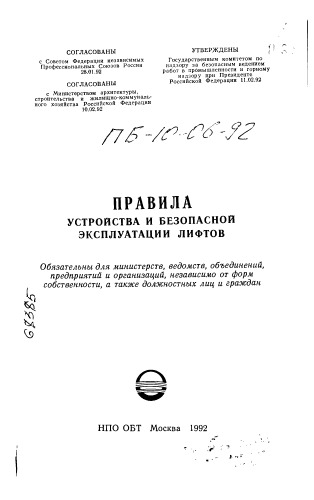 СОГЛАСОВАНЫ
с Советом Федерации независимых
Профессиональных Союзов России
28.01.92
СОГЛАСОВАНЫ
с Министерством архитектуры,
строительства и жилищно-коммуналь-
ного хозяйства Российской Федерации
10.02.92
УТВЕРЖДЕНЫ
Государственным комитетом по
надзору за безопасным ведением
работ в промышленности и горному
надзору при Президенте
Российской Федерации 11.02.92
ПБ-10-06-92
ПРАВИЛА
УСТРОЙСТВА И БЕЗОПАСНОЙ
ЭКСПЛУАТАЦИИ ЛИФТОВ
Обязательны для министерств, ведомств, объединений,
предприятий и организаций, независимо от форм
собственности, а также должностных лиц и граждан
68385
НПО ОБТ Москва 1992